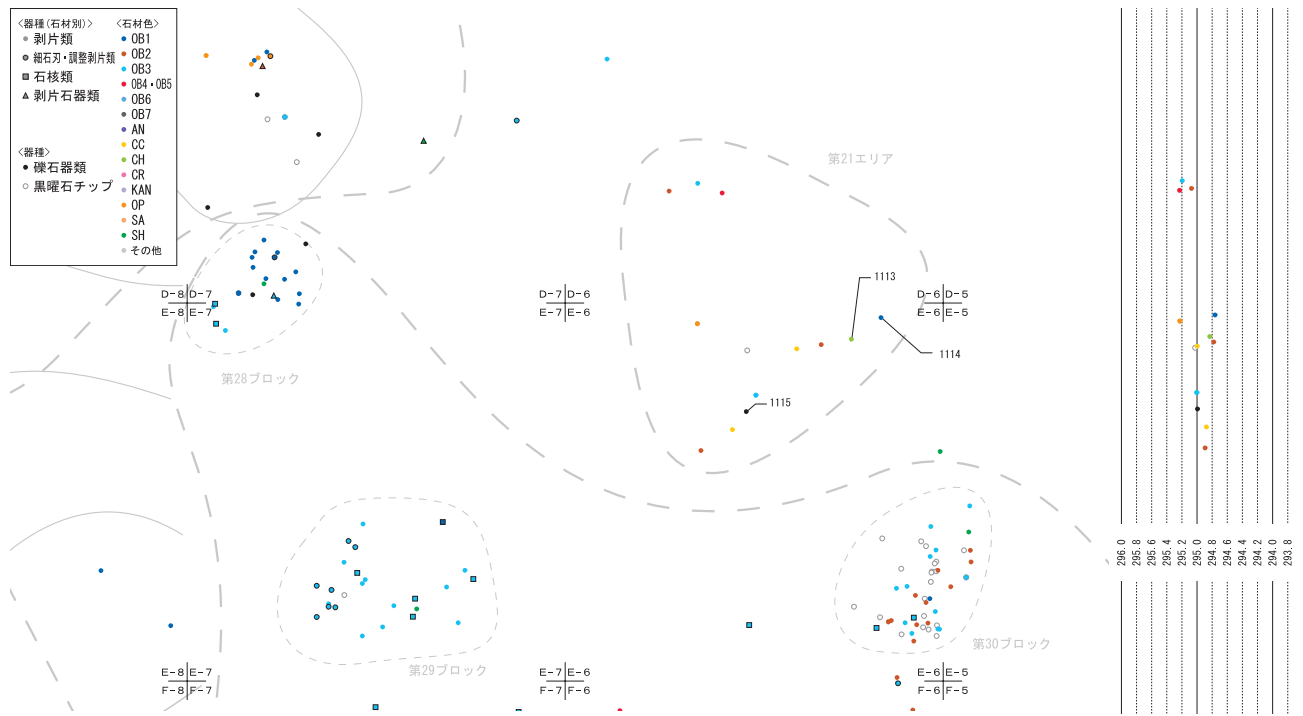 〈器種(石材別)〉
剥片類
細石刃・調整剥片類
石核類
剥片石器類
〈器種〉
礫石器類
黒曜石チップ
〈石材色〉
OB1
OB2
OB3
OB4・OB5
OB6
OB7
AN
CC
CH
CR
KAN
OP
SA
SH
その他
第21エリア
1113
1114
1115
D-8 D-7
E-8 E-7
D-7 D-6
E-7 E-6
D-6 D-5
E-6 E-5
第28ブロック
第29ブロック
第30ブロック
E-8 E-7
F-8 F-7
E-7 E-6
F-7 F-6
E-6 E-5
F-6 F-5
296.0
295.8
295.6
295.4
295.2
295.0
294.8
294.6
294.4
294.2
294.0
293.8